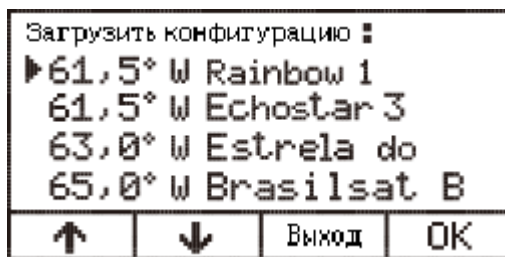 Загрузить конфигурацию :
▶61,5° W Rainbow 1
61,5° W Echostar 3
63,0° W Estrela do
65,0° W Brasilsat B
↑ ↓ Выход OK